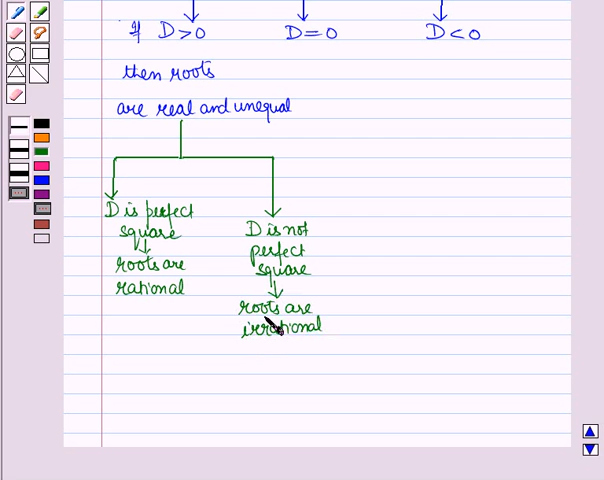 If D>0 D=0 D<0
then roots
are real and unequal
D is perfect
square
roots are
rational
D is not
perfect
square
roots are
irrational